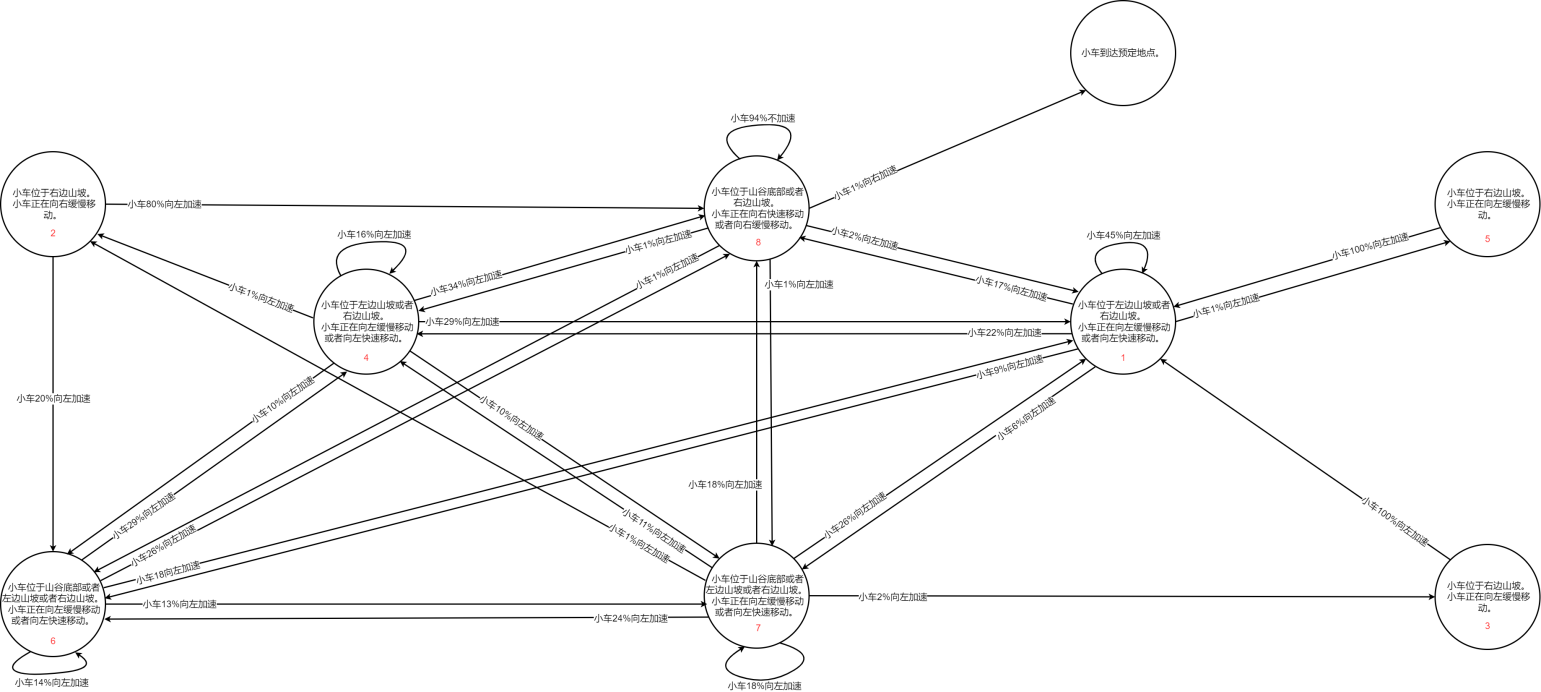 小车到达预定地点。
小车94%不加速
小车1%向右加速
小车位于右边山坡。
小车正在向右缓慢移
动。
2
小车80%向左加速
小车位于山谷底部或者
右边山坡。
小车正在向右快速移动
或者向右缓慢移动。
8
小车位于右边山坡。
小车正在向左缓慢移
动。
5
小车16%向左加速
小车1%向左加速
小车2%向左加速
小车45%向左加速
小车100%向左加速
小车1%向左加速
小车34%向左加速
小车1%向左加速
小车1%向左加速
小车17%向左加速
小车1%向左加速
小车位于左边山坡或者
右边山坡。
小车正在向左缓慢移动
或者向左快速移动。
4
小车29%向左加速
小车22%向左加速
小车位于左边山坡或者
右边山坡。
小车正在向左缓慢移动
或者向左快速移动。
1
小车9%向左加速
小车20%向左加速
小车10%向左加速
小车10%向左加速
小车6%向左加速
小车18%向左加速
小车29%向左加速
小车26%向左加速
小车11%向左加速
小车1%向左加速
小车26%向左加速
小车100%向左加速
小车18向左加速
小车位于山谷底部或者
左边山坡或者右边山坡。
小车正在向左缓慢移动
或者向左快速移动。
6
小车13%向左加速
小车24%向左加速
小车位于山谷底部或者
左边山坡或者右边山坡。
小车正在向左缓慢移动
或者向左快速移动。
7
小车2%向左加速
小车位于右边山坡。
小车正在向左缓慢移
动。
3
小车14%向左加速
小车18%向左加速